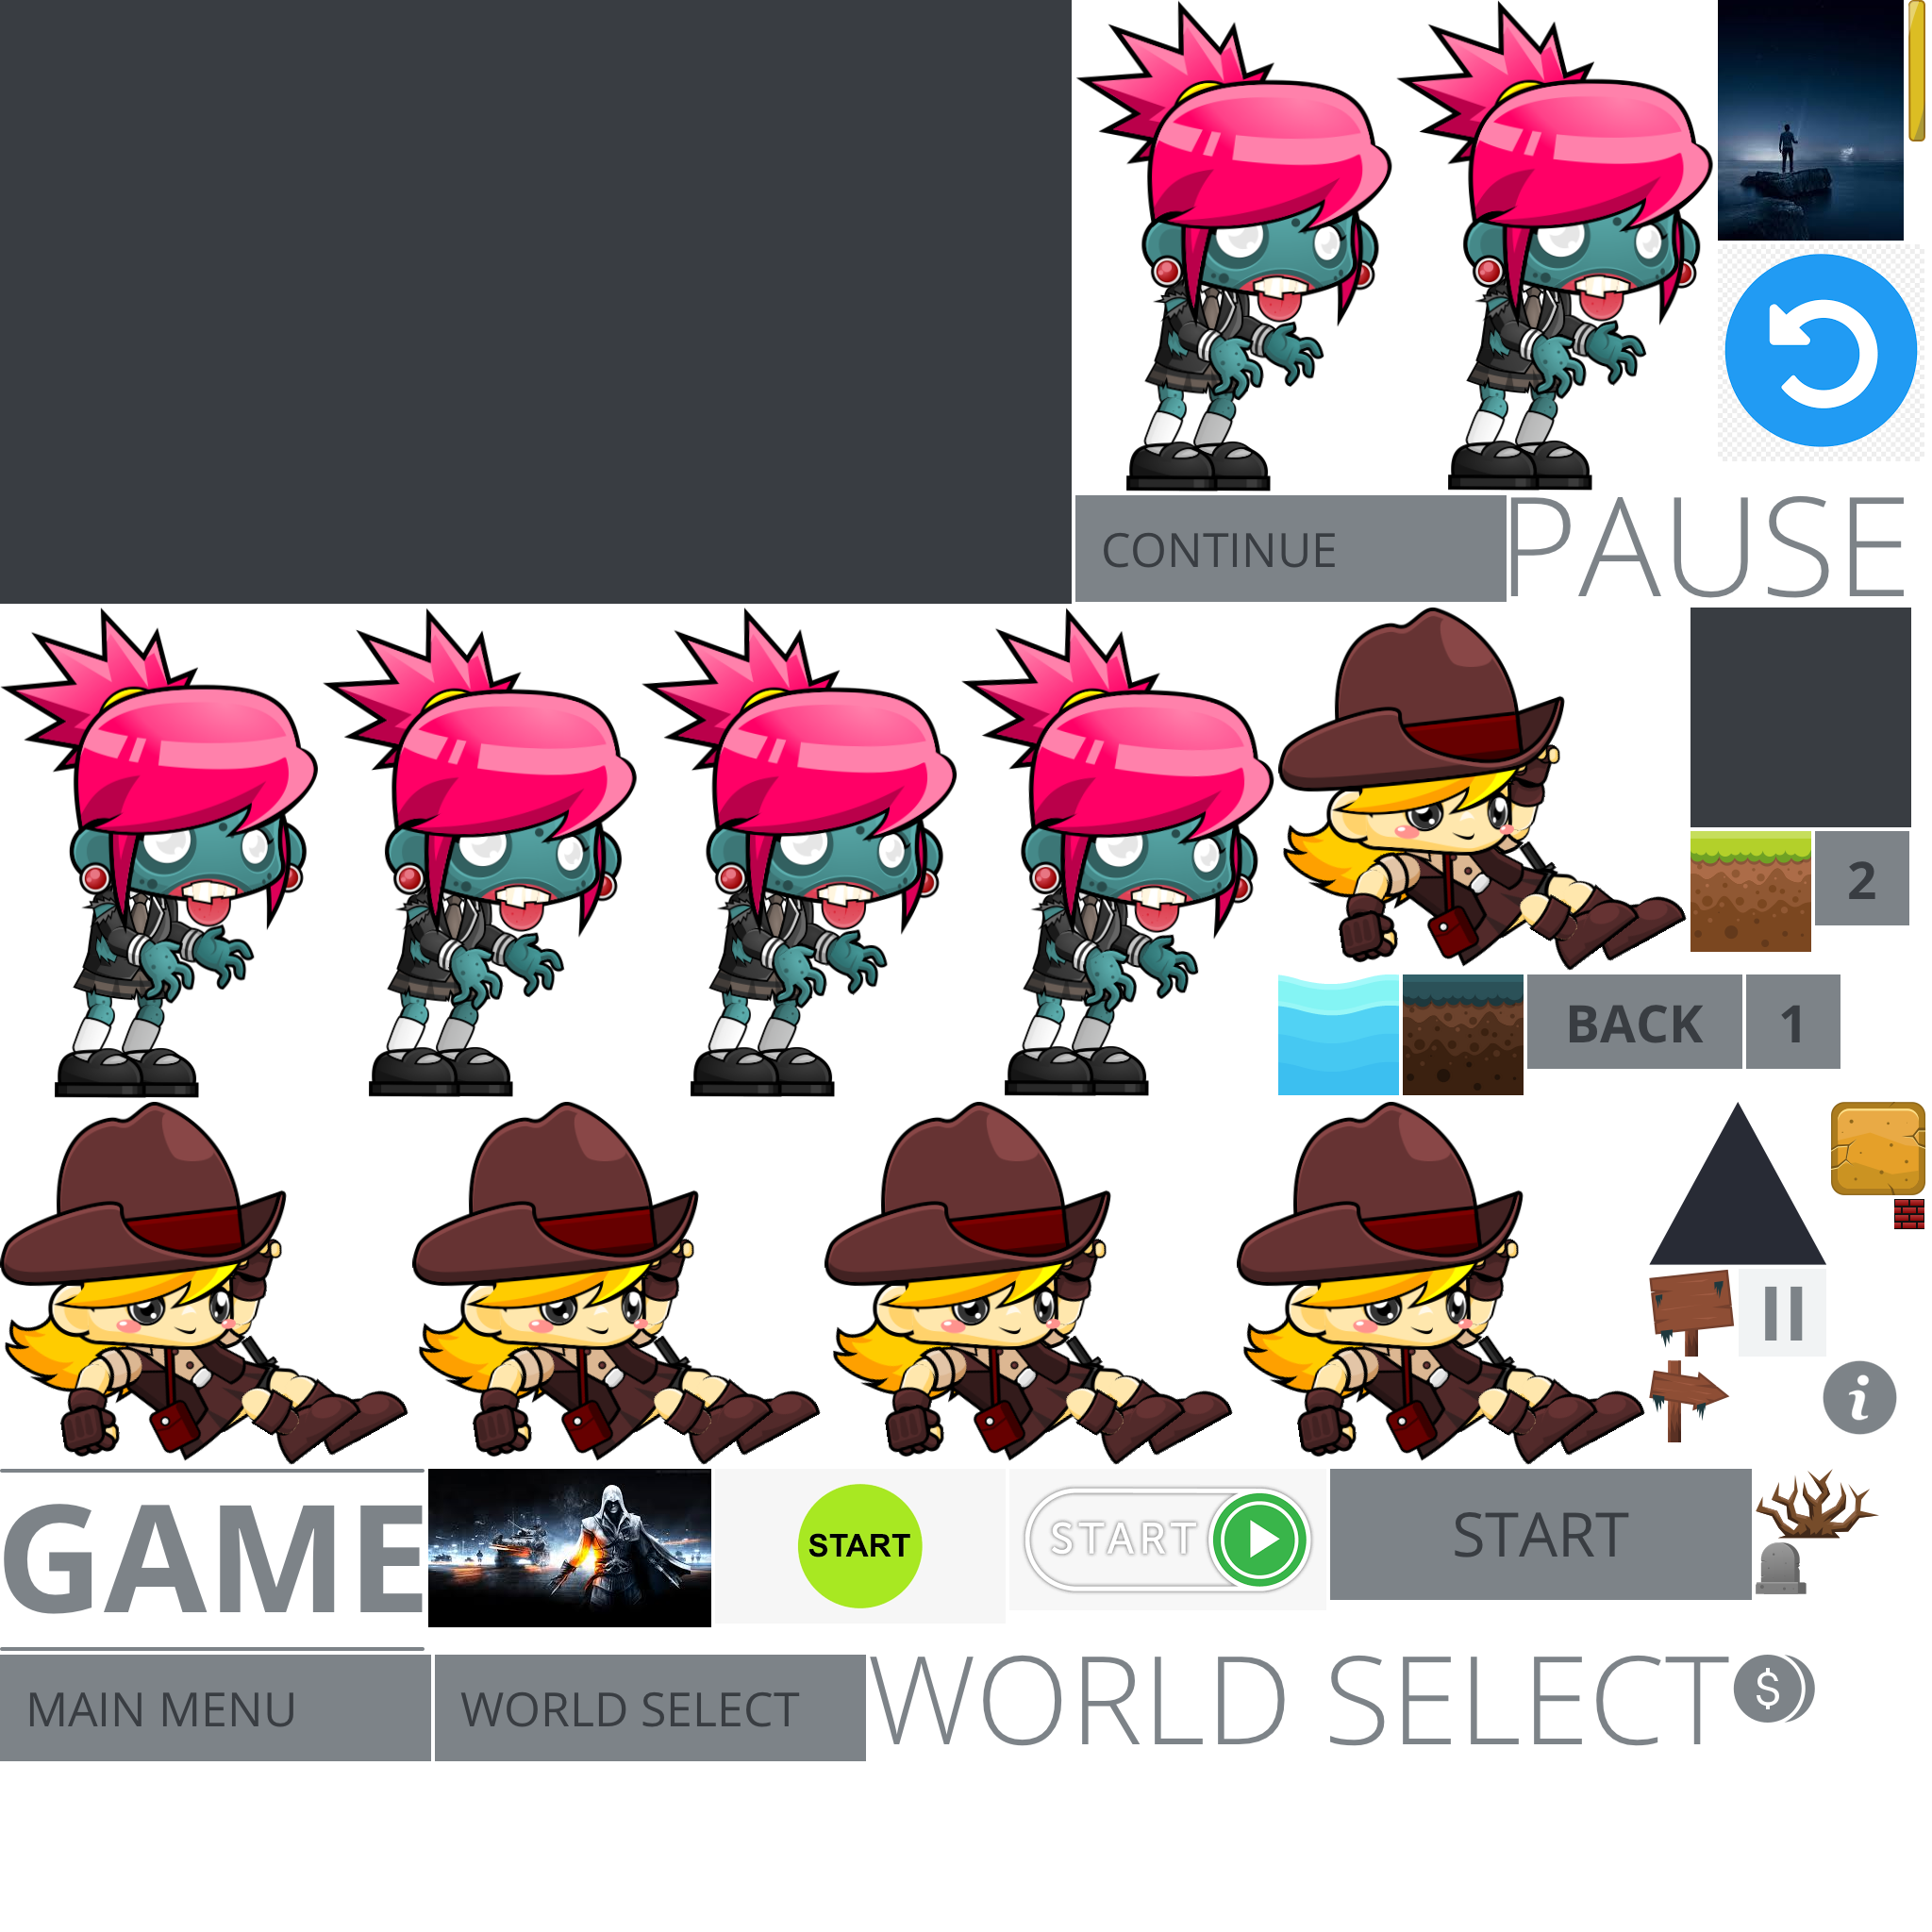 CONTINUE
PAUSE
2
BACK
1
i
GAME
START
START
START
MAIN MENU
WORLD SELECT
WORLD SELECT
$